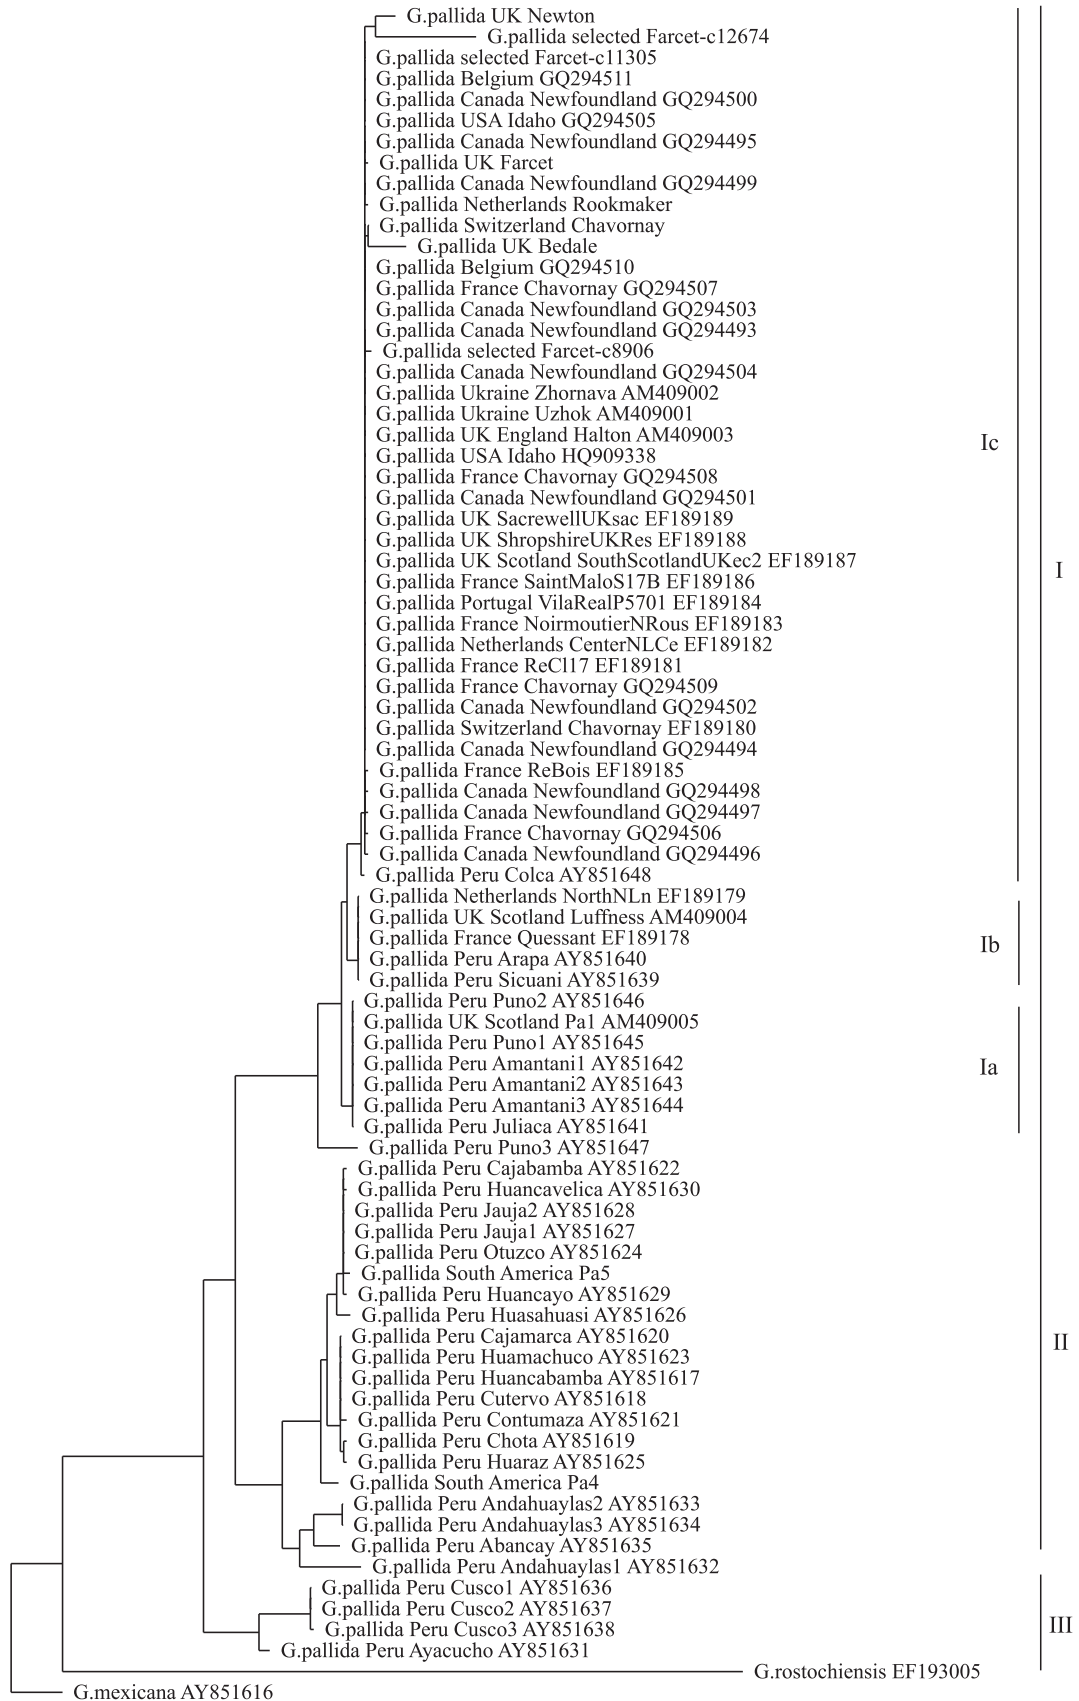 G.pallida UK Newton
G.pallida selected Farcet-c12674
G.pallida selected Farcet-c11305
G.pallida Belgium GQ294511
G.pallida Canada Newfoundland GQ294500
G.pallida USA Idaho GQ294505
G.pallida Canada Newfoundland GQ294495
G.pallida UK Farcet
G.pallida Canada Newfoundland GQ294499
G.pallida Netherlands Rookmaker
G.pallida Switzerland Chavornay
G.pallida UK Bedale
G.pallida Belgium GQ294510
G.pallida France Chavornay GQ294507
G.pallida Canada Newfoundland GQ294503
G.pallida Canada Newfoundland GQ294493
G.pallida selected Farcet-c8906
G.pallida Canada Newfoundland GQ294504
G.pallida Ukraine Zhornava AM409002
G.pallida Ukraine Uzhok AM409001
G.pallida UK England Halton AM409003
Ic
G.pallida USA Idaho HQ909338
G.pallida France Chavornay GQ294508
G.pallida Canada Newfoundland GQ294501
G.pallida UK SacrewellUKsac EF189189
G.pallida UK ShropshireUKRes EF189188
G.pallida UK Scotland SouthScotlandUKec2 EF189187
I
G.pallida France SaintMaloS17B EF189186
G.pallida Portugal VilaRealP5701 EF189184
G.pallida France NoirmoutierNRous EF189183
G.pallida Netherlands CenterNLCe EF189182
G.pallida France ReCl17 EF189181
G.pallida France Chavornay GQ294509
G.pallida Canada Newfoundland GQ294502
G.pallida Switzerland Chavornay EF189180
G.pallida Canada Newfoundland GQ294494
G.pallida France ReBois EF189185
G.pallida Canada Newfoundland GQ294498
G.pallida Canada Newfoundland GQ294497
G.pallida France Chavornay GQ294506
G.pallida Canada Newfoundland GQ294496
G.pallida Peru Colca AY851648
G.pallida Netherlands NorthNLn EF189179
G.pallida UK Scotland Luffness AM409004
G.pallida France Quessant EF189178
Ib
G.pallida Peru Arapa AY851640
G.pallida Peru Sicuani AY851639
G.pallida Peru Puno2 AY851646
G.pallida UK Scotland Pa1 AM409005
G.pallida Peru Puno1 AY851645
G.pallida Peru Amantani1 AY851642
Ia
G.pallida Peru Amantani2 AY851643
G.pallida Peru Amantani3 AY851644
G.pallida Peru Juliaca AY851641
G.pallida Peru Puno3 AY851647
G.pallida Peru Cajabamba AY851622
G.pallida Peru Huancavelica AY851630
G.pallida Peru Jauja2 AY851628
G.pallida Peru Jauja1 AY851627
G.pallida Peru Otuzco AY851624
G.pallida South America Pa5
G.pallida Peru Huancayo AY851629
G.pallida Peru Huasahuasi AY851626
G.pallida Peru Cajamarca AY851620
II
G.pallida Peru Huamachuco AY851623
G.pallida Peru Huancabamba AY851617
G.pallida Peru Cutervo AY851618
G.pallida Peru Contumaza AY851621
G.pallida Peru Chota AY851619
G.pallida Peru Huaraz AY851625
G.pallida South America Pa4
G.pallida Peru Andahuaylas2 AY851633
G.pallida Peru Andahuaylas3 AY851634
G.pallida Peru Abancay AY851635
G.pallida Peru Andahuaylas1 AY851632
G.pallida Peru Cusco1 AY851636
G.pallida Peru Cusco2 AY851637
III
G.pallida Peru Cusco3 AY851638
G.pallida Peru Ayacucho AY851631
G.rostochiensis EF193005
G.mexicana AY851616